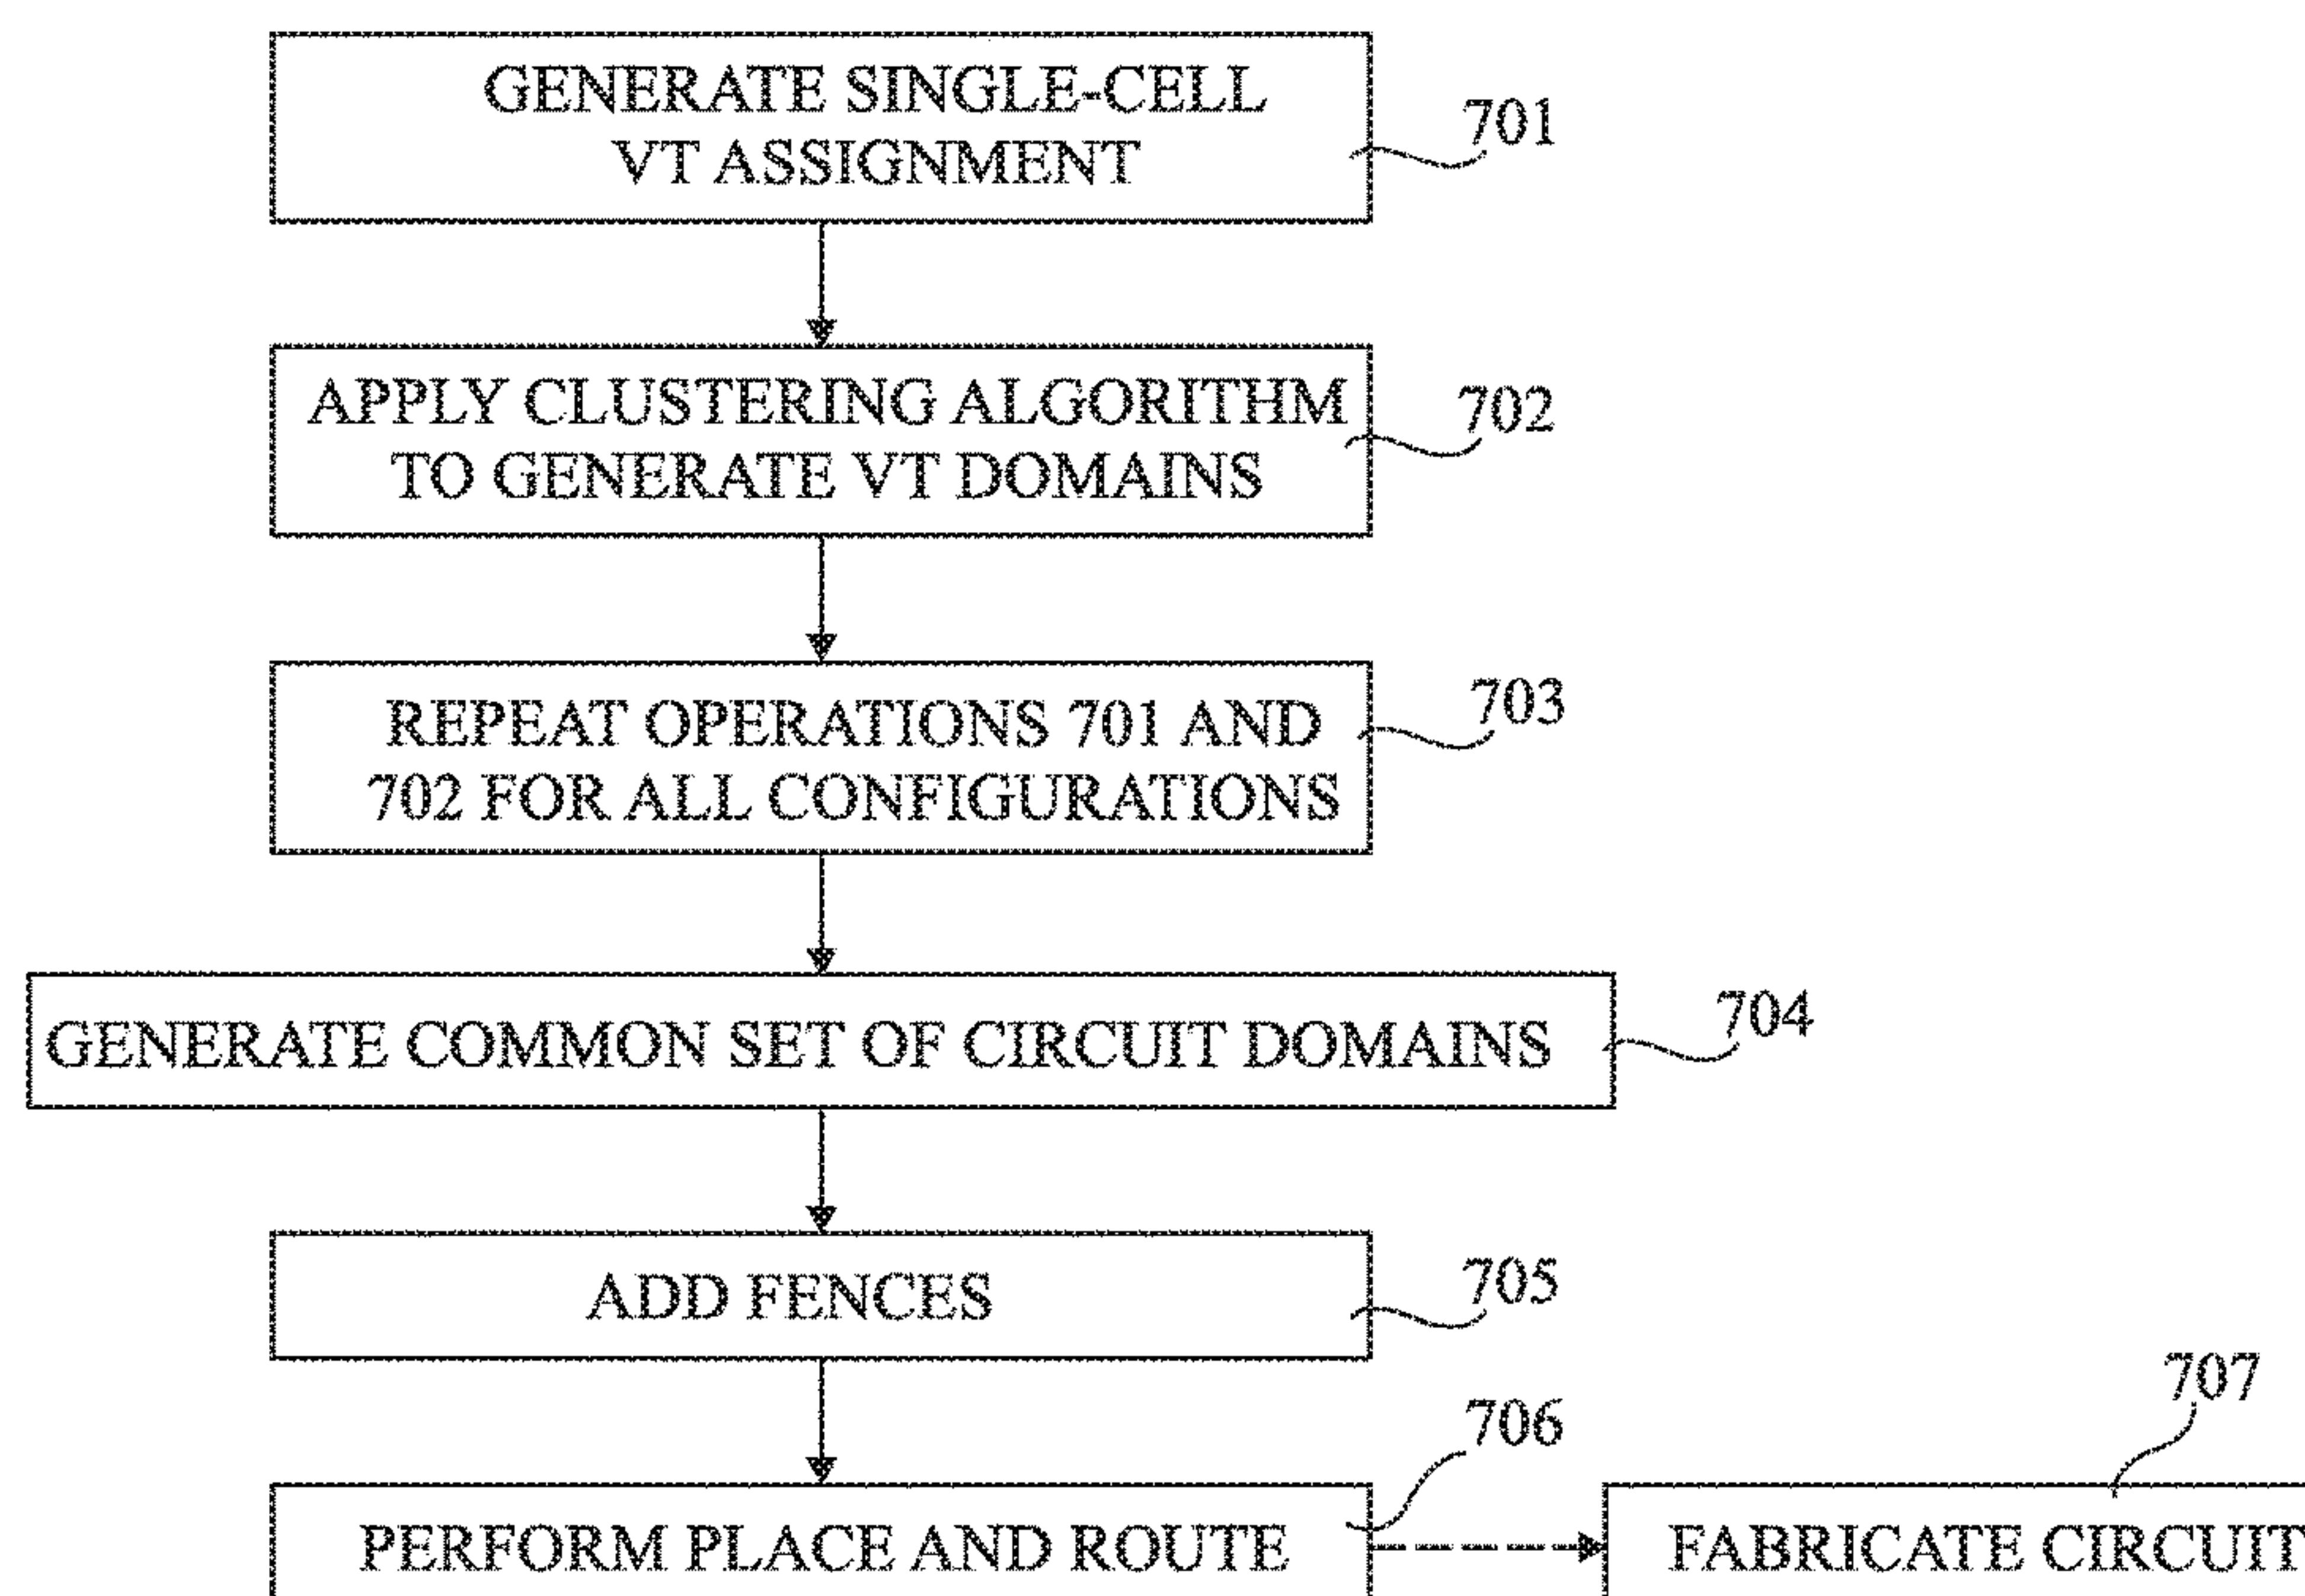 GENERATE SINGLE-CELL
VT ASSIGNMENT
701
APPLY CLUSTERING ALGORITHM
TO GENERATE VT DOMAINS
702
REPEAT OPERATIONS 701 AND
702 FOR ALL CONFIGURATIONS
703
GENERATE COMMON SET OF CIRCUIT DOMAINS
704
ADD FENCES
705
PERFORM PLACE AND ROUTE
706
FABRICATE CIRCUIT
707